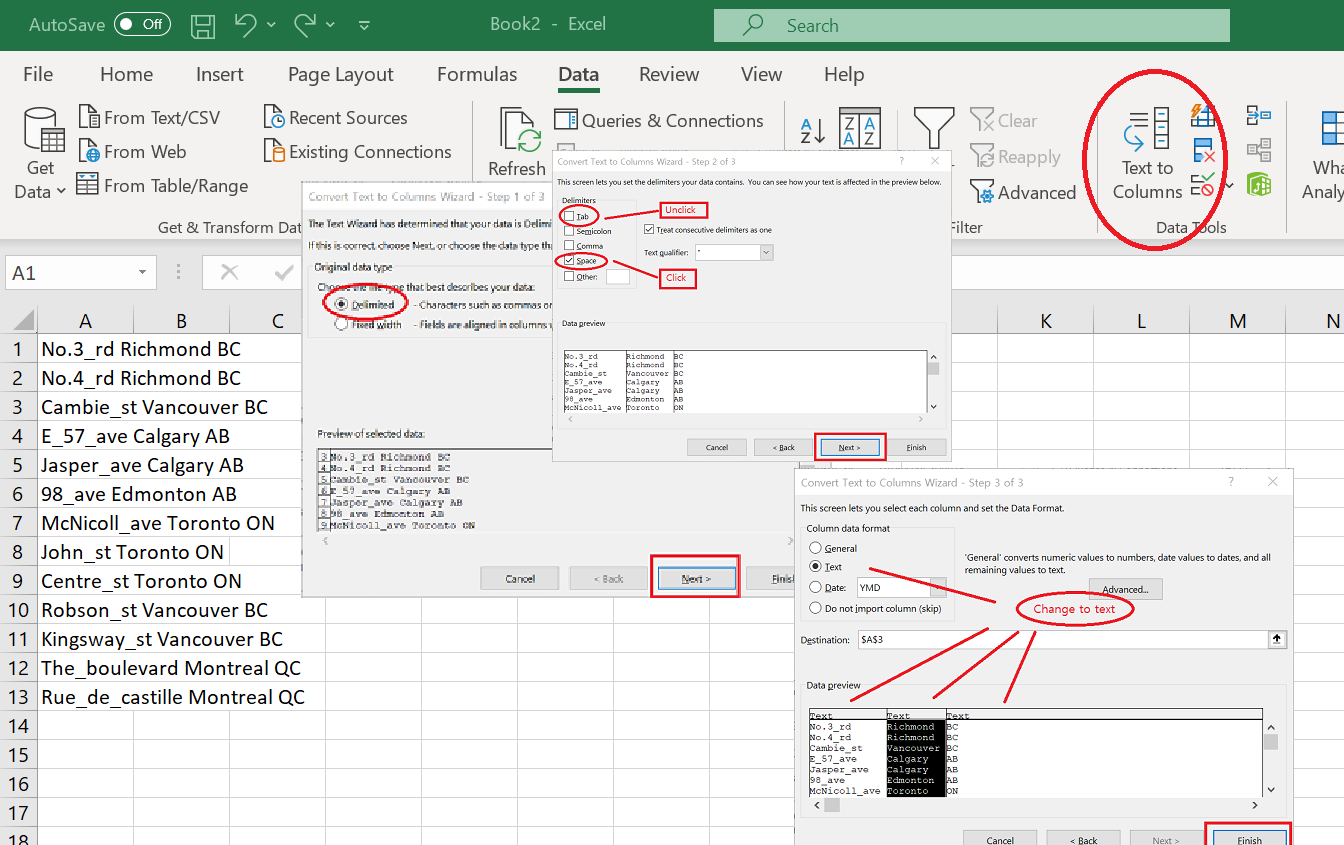 AutoSave Off
Book2 - Excel
Search
File Home Insert Page Layout Formulas Data Review View Help
Get Data
From Text/CSV
From Web
From Table/Range
Recent Sources
Existing Connections
Get & Transform Dat
Refresh
Queries & Connections
Clear
Reapply
Advanced
Filter
Text to Columns
Data Tools
Wha
Analy
A1
A B C K L M N
1 No.3_rd Richmond BC
2 No.4_rd Richmond BC
3 Cambie_st Vancouver BC
4 E_57_ave Calgary AB
5 Jasper_ave Calgary AB
6 98_ave Edmonton AB
7 McNicoll_ave Toronto ON
8 John_st Toronto ON
9 Centre_st Toronto ON
10 Robson_st Vancouver BC
11 Kingsway_st Vancouver BC
12 The_boulevard Montreal QC
13 Rue_de_castille Montreal QC
14
15
16
17
18
Convert Text to Columns Wizard - Step 1 of 3
The Text Wizard has determined that your data is Delimi
If this is correct, choose Next, or choose the data type tha
Original data type
Choose the file type that best describes your data:
Delimited - Characters such as commas or
Fixed width - Fields are aligned in columns
Preview of selected data:
3 No.3_rd Richmond BC
4 No.4_rd Richmond BC
5 Cambie_st Vancouver BC
6 E_57_ave Calgary AB
7 Jasper_ave Calgary AB
8 98_ave Edmonton AB
9 McNicoll_ave Toronto ON
Cancel < Back Next > Finish
Convert Text to Columns Wizard - Step 2 of 3 ?
This screen lets you set the delimiters your data contains. You can see how your text is affected in the preview below.
Delimiters
Tab
Semicolon
Comma
Space
Other:
Unclick
Click
Treat consecutive delimiters as one
Text qualifier: "
Data preview
No.3_rd Richmond BC
No.4_rd Richmond BC
Cambie_st Vancouver BC
E_57_ave Calgary AB
Jasper_ave Calgary AB
98_ave Edmonton AB
McNicoll_ave Toronto ON
Cancel < Back Next > Finish
Convert Text to Columns Wizard - Step 3 of 3 ?
This screen lets you select each column and set the Data Format.
Column data format
General
Text
Date: YMD
Do not import column (skip)
'General' converts numeric values to numbers, date values to dates, and all
remaining values to text.
Advanced...
Change to text
Destination: $A$3
Data preview
Text Text Text
No.3_rd Richmond BC
No.4_rd Richmond BC
Cambie_st Vancouver BC
E_57_ave Calgary AB
Jasper_ave Calgary AB
98_ave Edmonton AB
McNicoll_ave Toronto ON
Cancel < Back Next > Finish